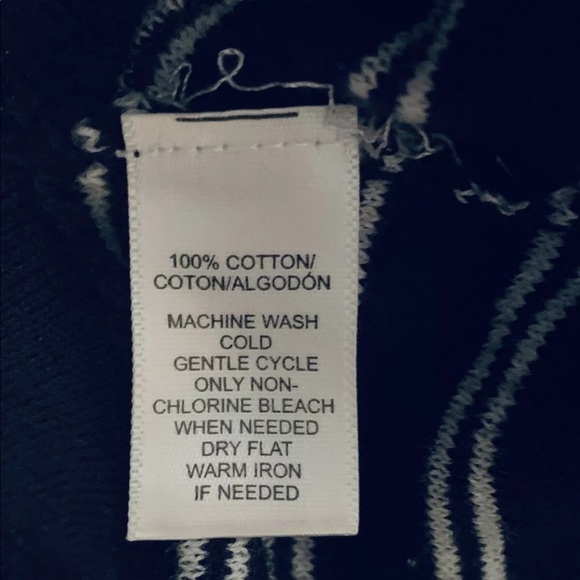 100% COTTON/
COTON/ALGODÓN
MACHINE WASH
COLD
GENTLE CYCLE
ONLY NON-
CHLORINE BLEACH
WHEN NEEDED
DRY FLAT
WARM IRON
IF NEEDED